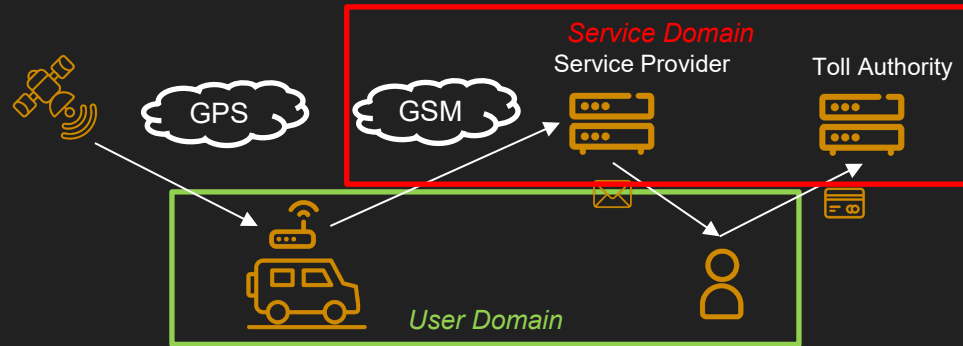 Service Domain
Service Provider
Toll Authority
GPS
GSM
User Domain